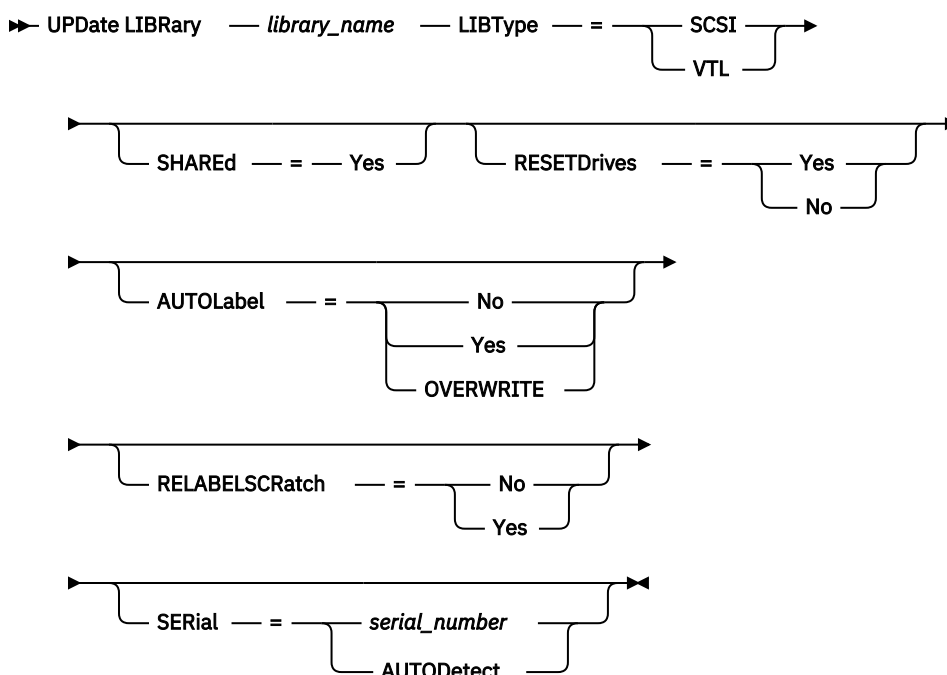 UPDate LIBRary library_name LIBType = SCSI
VTL
SHAREd = Yes RESETDrives = Yes
No
AUTOLabel = No
Yes
OVERWRITE
RELABELSCRatch = No
Yes
SERial = serial_number
AUTODetect